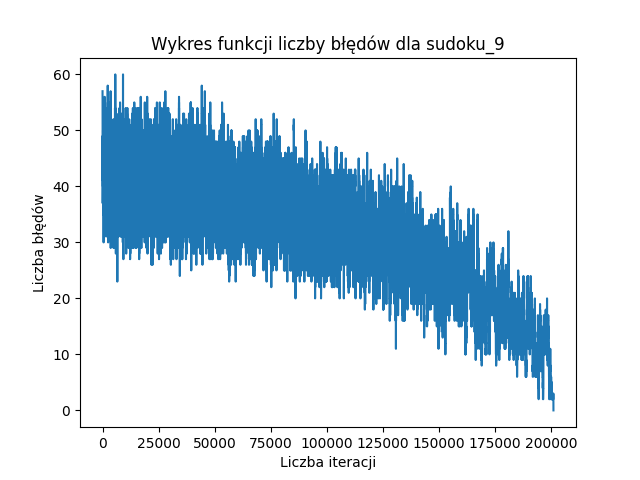 Wykres funkcji liczby błędów dla sudoku_9
60
50
40
30
20
10
0
Liczba błędów
0 25000 50000 75000 100000 125000 150000 175000 200000
Liczba iteracji